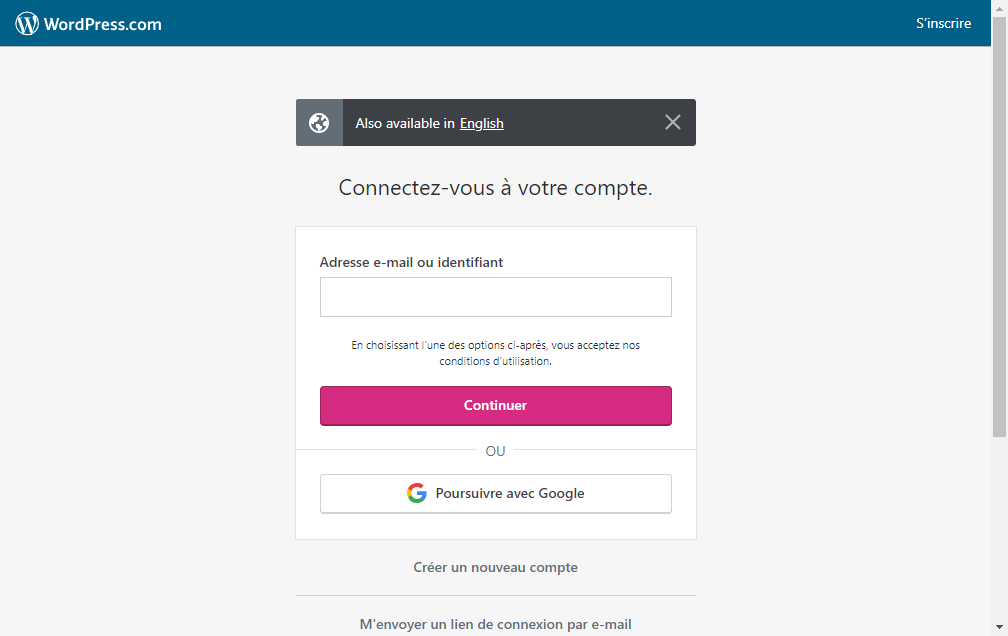 WordPress.com
S'inscrire
Also available in English
Connectez-vous à votre compte.
Adresse e-mail ou identifiant
En choisissant l'une des options ci-après, vous acceptez nos
conditions d'utilisation.
Continuer
OU
Poursuivre avec Google
Créer un nouveau compte
M'envoyer un lien de connexion par e-mail